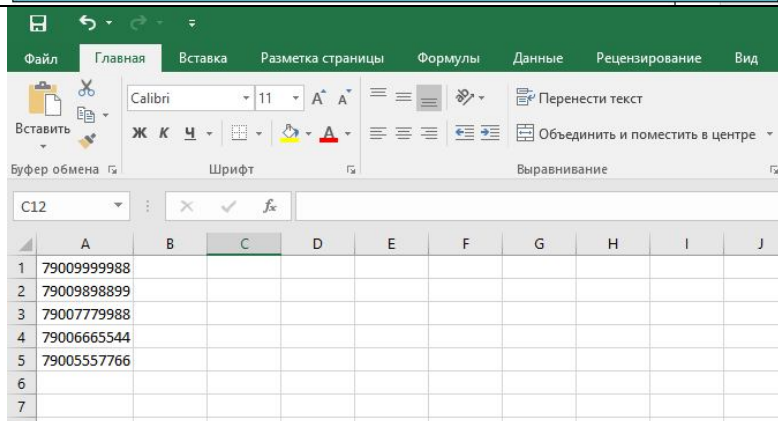 Файл Главная Вставка Разметка страницы Формулы Данные Рецензирование Вид
Вставить
Calibri 11
Ж К Ч
Перенести текст
Объединить и поместить в центре
Буфер обмена Шрифт Выравнивание
C12 fx
A B C D E F G H I J
1 79009999988
2 79009898899
3 79007779988
4 79006665544
5 79005557766
6
7